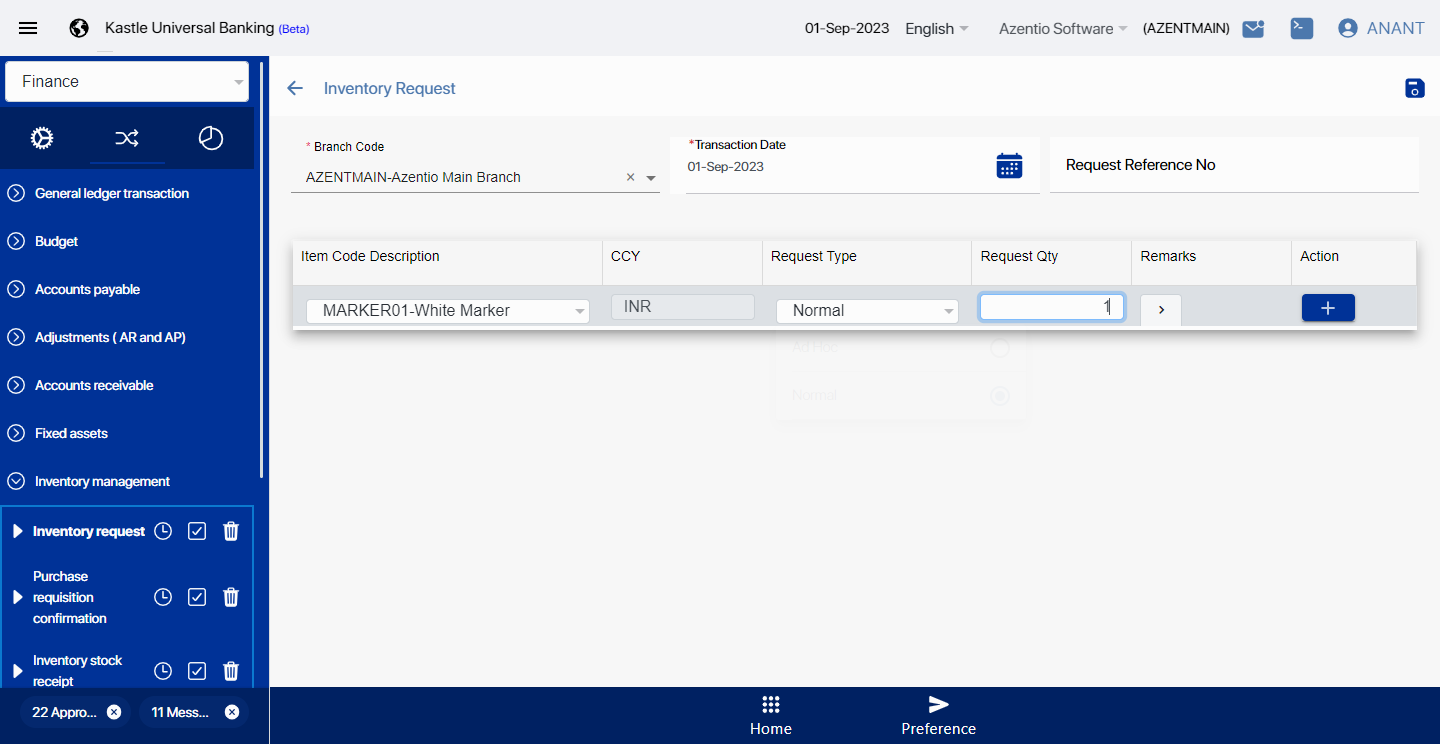 Kastle Universal Banking (Beta)
01-Sep-2023
English
Azentio Software
(AZENTMAIN)
ANANT
Finance
General ledger transaction
Budget
Accounts payable
Adjustments ( AR and AP)
Accounts receivable
Fixed assets
Inventory management
Inventory request
Purchase
requisition
confirmation
Inventory stock
receipt
22 Appro...
11 Mess...
Inventory Request
* Branch Code
AZENTMAIN-Azentio Main Branch
*Transaction Date
01-Sep-2023
Request Reference No
Item Code Description
CCY
Request Type
Request Qty
Remarks
Action
MARKER01-White Marker
INR
Normal
1
Ad Hoc
Normal
Home
Preference